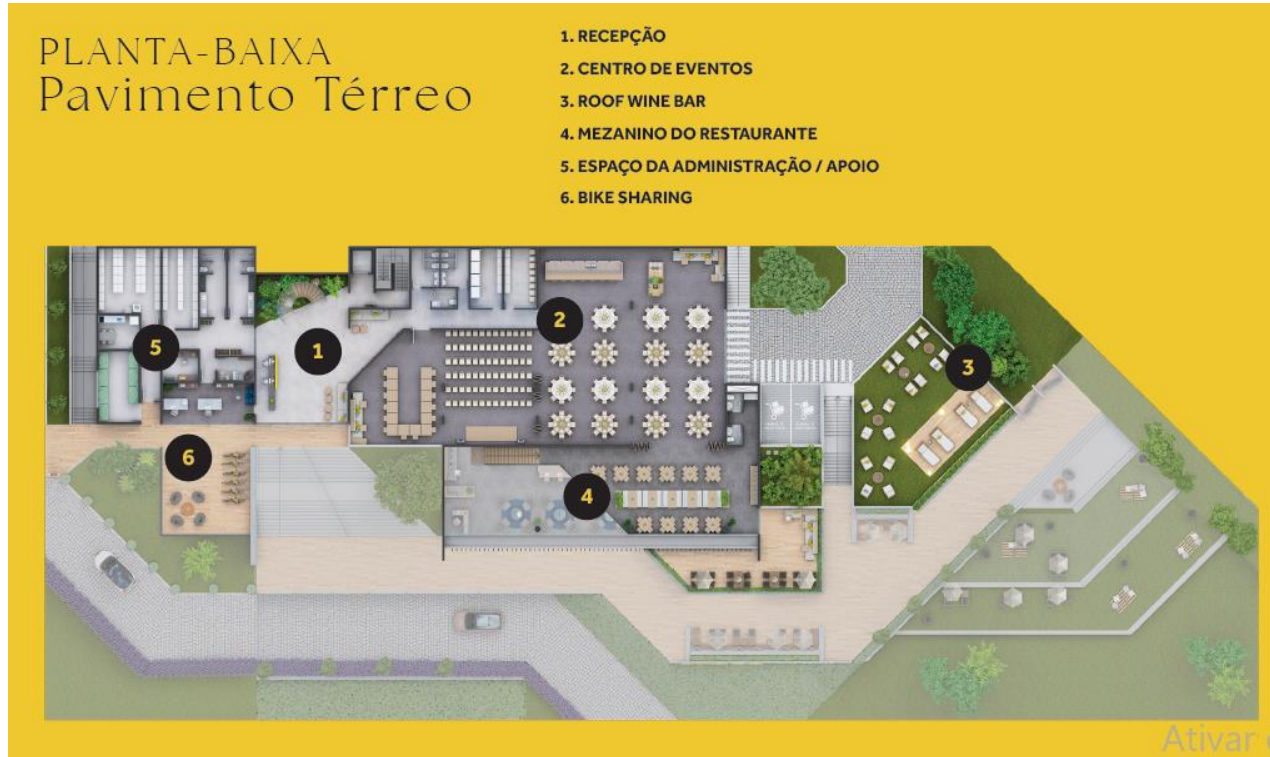 PLANTA-BAIXA
Pavimento Térreo
1. RECEPÇÃO
2. CENTRO DE EVENTOS
3. ROOF WINE BAR
4. MEZANINO DO RESTAURANTE
5. ESPAÇO DA ADMINISTRAÇÃO / APOIO
6. BIKE SHARING
2
5
1
3
6
4
Ativar